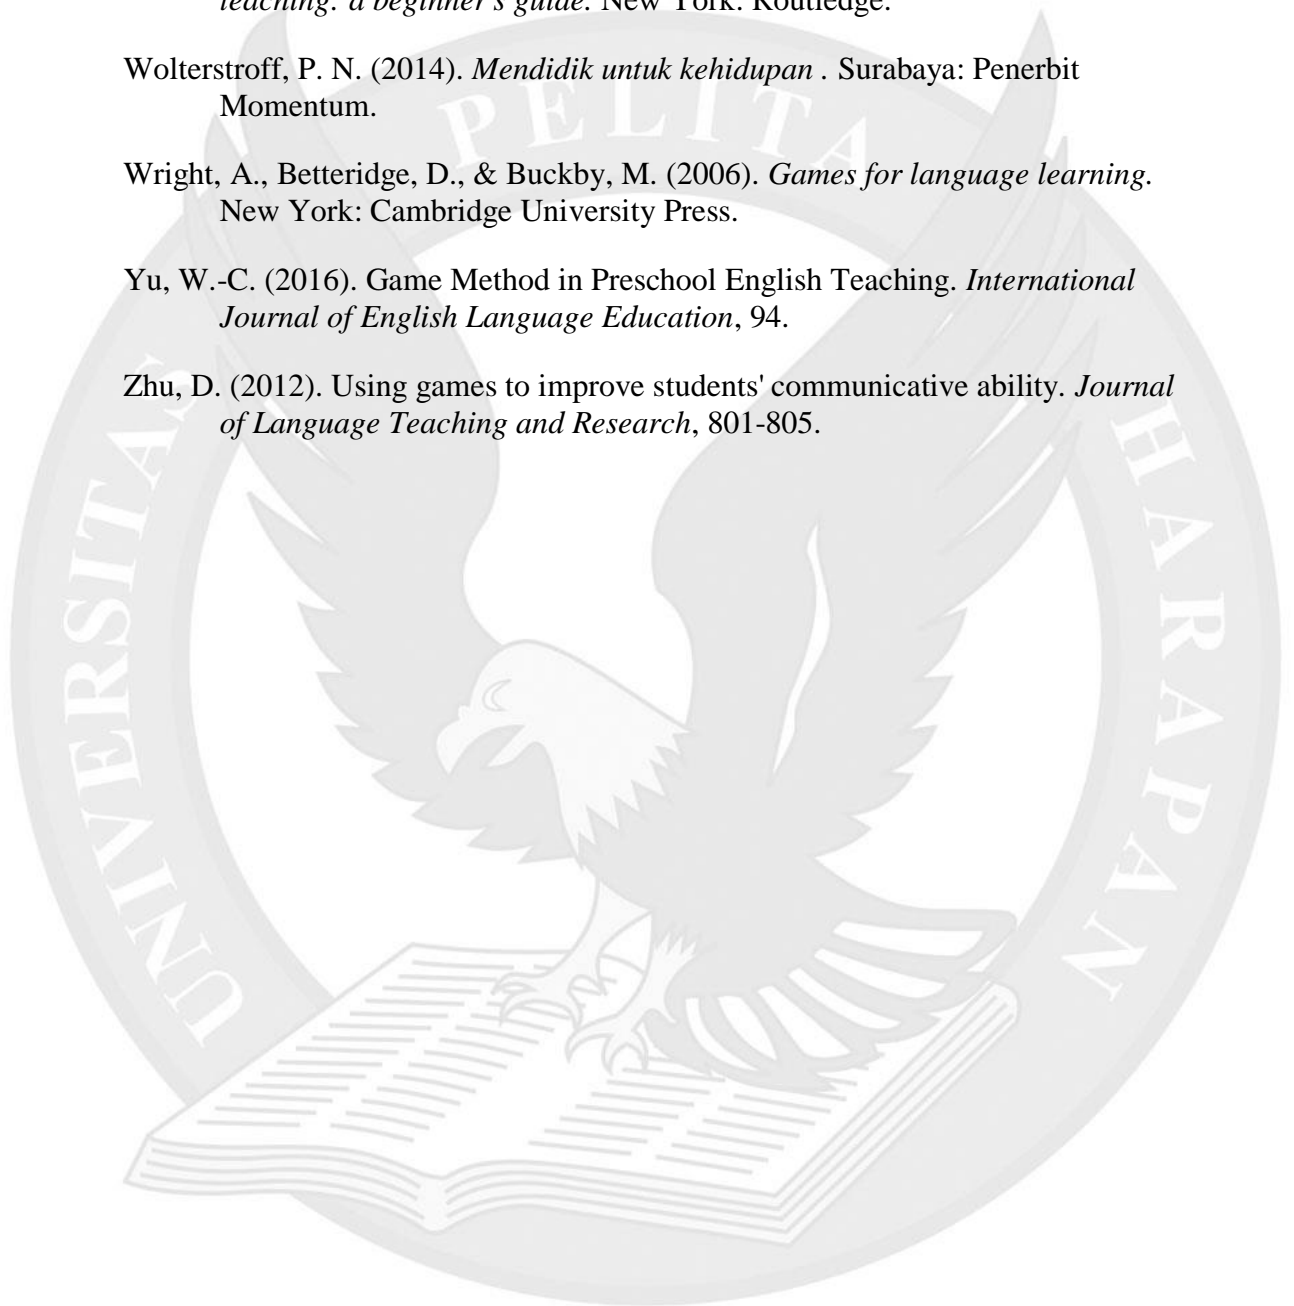 teaching: a beginner's guide. New York: Routledge.
Wolterstroff, P. N. (2014). Mendidik untuk kehidupan . Surabaya: Penerbit
Momentum.
Wright, A., Betteridge, D., & Buckby, M. (2006). Games for language learning.
New York: Cambridge University Press.
Yu, W.-C. (2016). Game Method in Preschool English Teaching. International
Journal of English Language Education, 94.
Zhu, D. (2012). Using games to improve students' communicative ability. Journal
of Language Teaching and Research, 801-805.
UNIVERSITAS PELITA HARAPAN